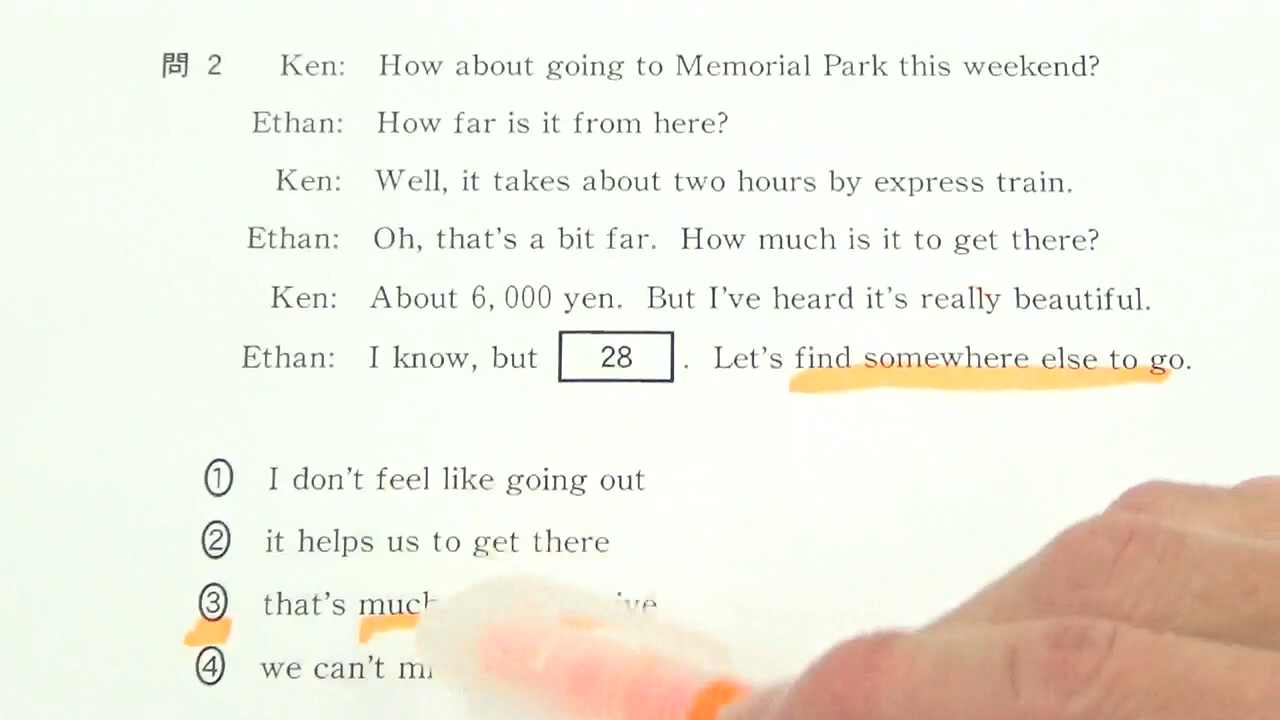 問 2 Ken: How about going to Memorial Park this weekend?
Ethan: How far is it from here?
Ken: Well, it takes about two hours by express train.
Ethan: Oh, that's a bit far. How much is it to get there?
Ken: About 6,000 yen. But I've heard it's really beautiful.
Ethan: I know, but 28 . Let's find somewhere else to go.
① I don't feel like going out
② it helps us to get there
③ that's
④ we can't